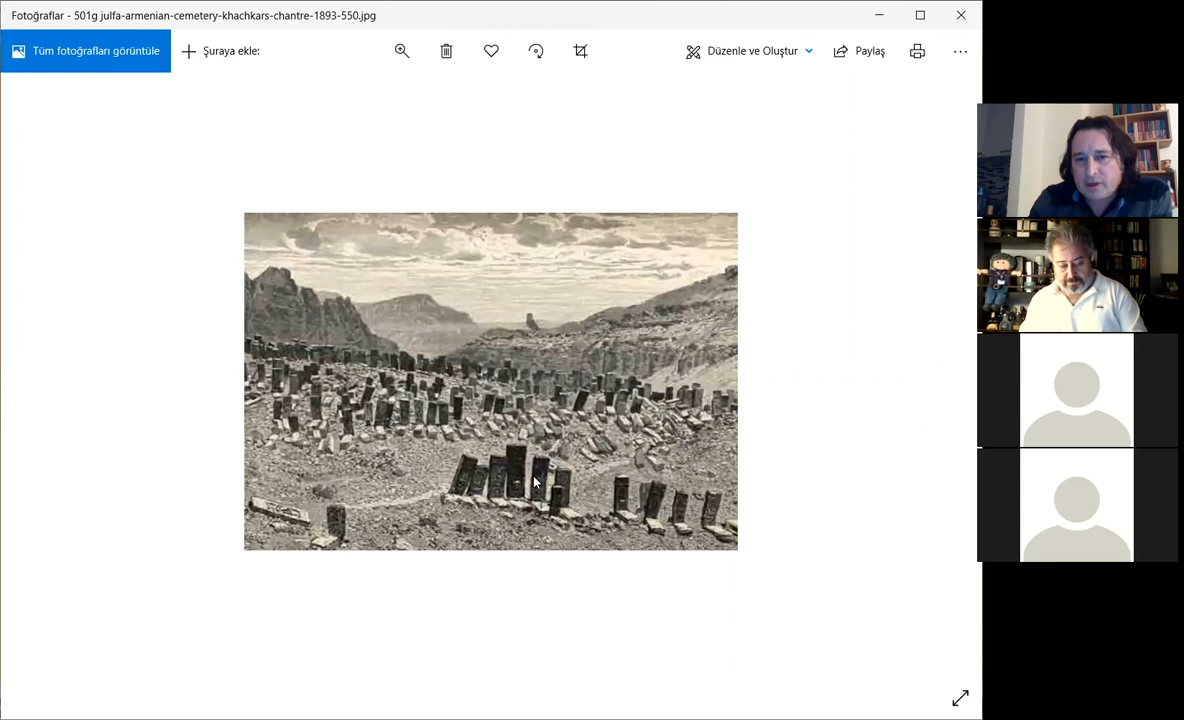 Fotoğraflar - 501g julfa-armenian-cemetery-khachkars-chantre-1893-550.jpg
Tüm fotoğrafları görüntüle
Şuraya ekle:
Düzenle ve Oluştur
Paylaş